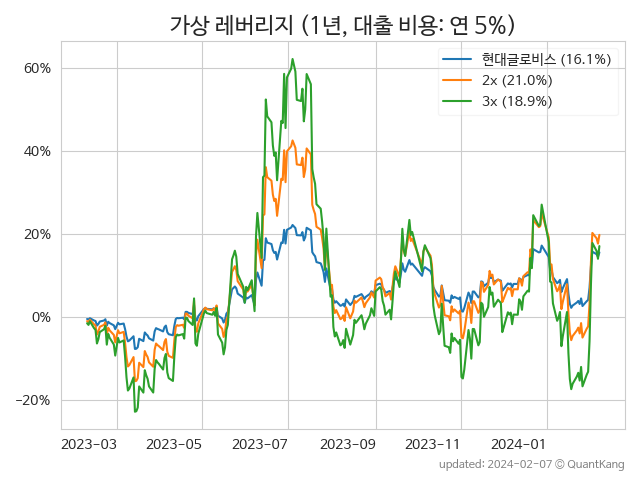 가상 레버리지 (1년, 대출 비용: 연 5%)
현대글로비스 (16.1%)
2x (21.0%)
3x (18.9%)
60%
40%
20%
0%
−20%
2023−03 2023−05 2023−07 2023−09 2023−11 2024−01
updated: 2024−02−07 © QuantKang